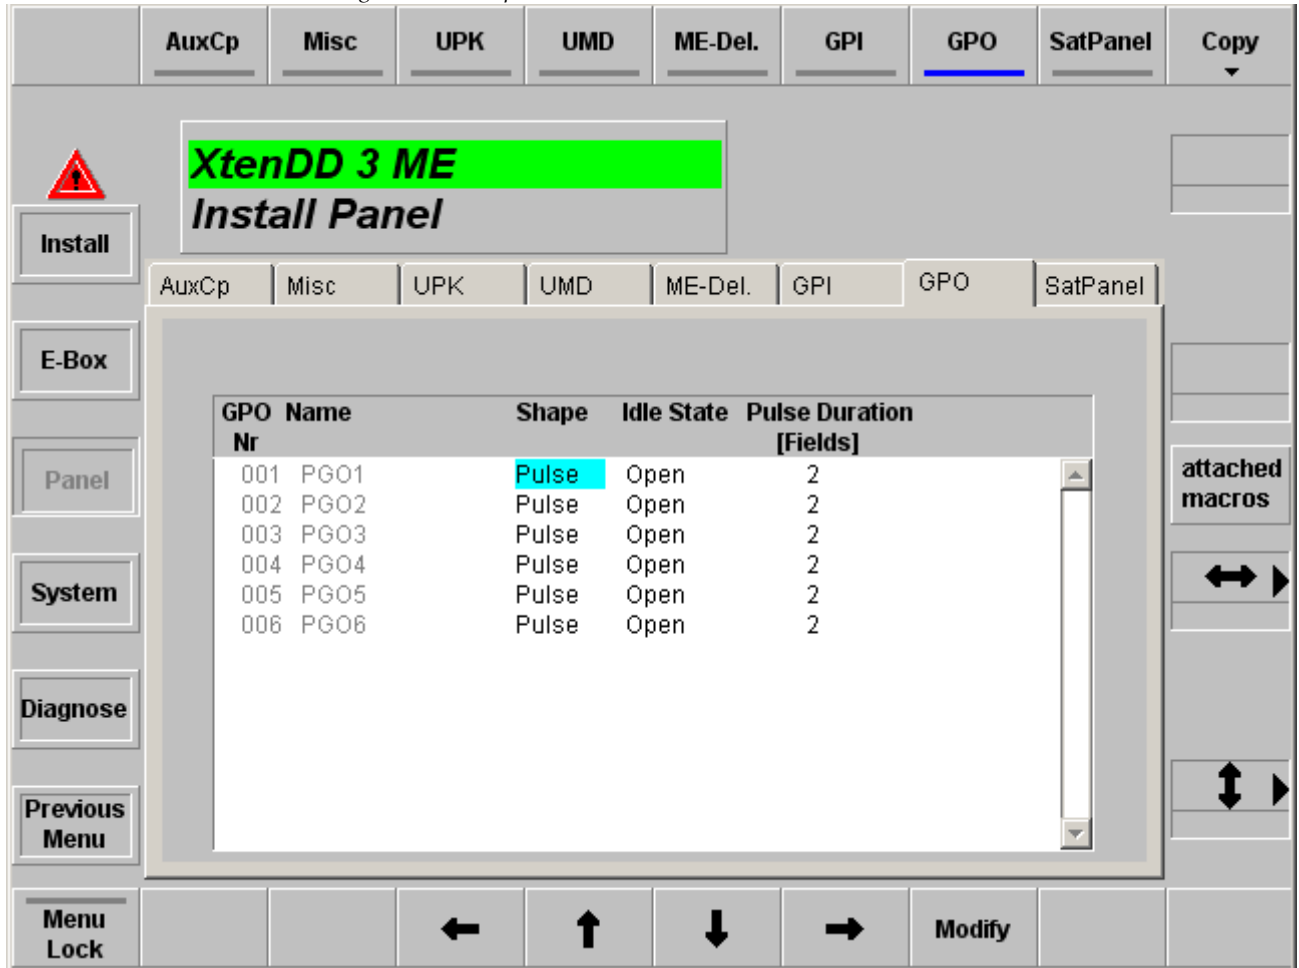 AuxCp Misc UPK UMD ME-Del. GPI GPO SatPanel Copy
XtenDD 3 ME
Install Panel
Install
AuxCp Misc UPK UMD ME-Del. GPI GPO SatPanel
E-Box
GPO Name Shape Idle State Pulse Duration
Nr [Fields]
001 PGO1 Pulse Open 2
002 PGO2 Pulse Open 2
003 PGO3 Pulse Open 2
004 PGO4 Pulse Open 2
005 PGO5 Pulse Open 2
006 PGO6 Pulse Open 2
Panel
attached
macros
System
Diagnose
Previous
Menu
Menu
Lock
Modify